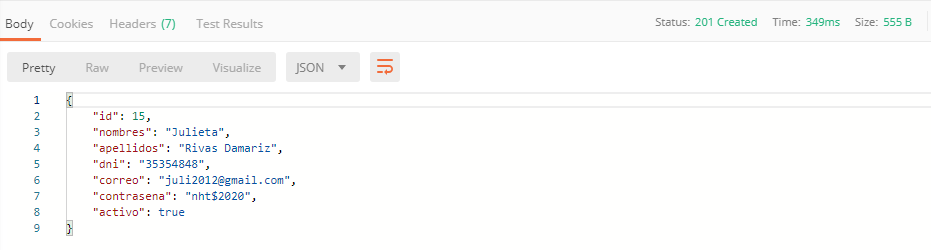 Body Cookies Headers (7) Test Results Status: 201 Created Time: 349ms Size: 555 B
Pretty Raw Preview Visualize JSON
1 {
2 "id": 15,
3 "nombres": "Julieta",
4 "apellidos": "Rivas Damariz",
5 "dni": "35354848",
6 "correo": "juli2012@gmail.com",
7 "contrasena": "nht$2020",
8 "activo": true
9 }